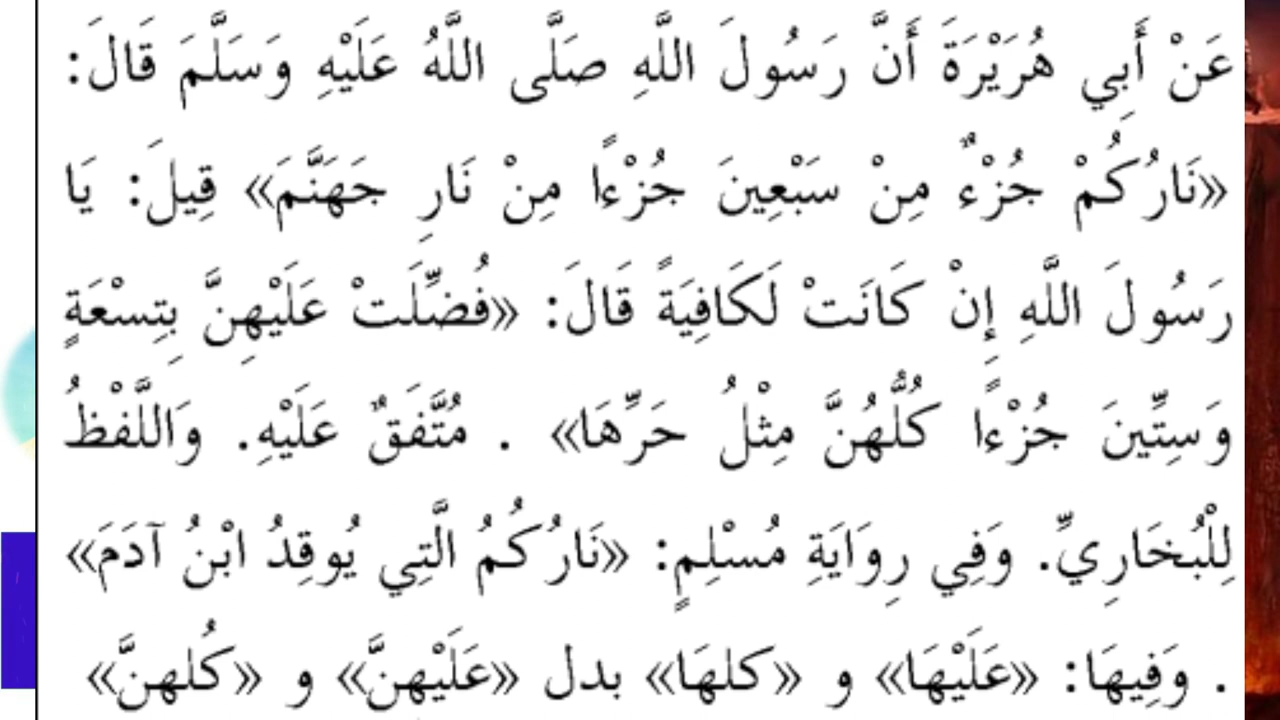 عَنْ أَبِي هُرَيْرَةَ أَنَّ رَسُولَ اللَّهِ صَلَّى اللَّهُ عَلَيْهِ وَسَلَّمَ قَالَ:
«نَارُكُمْ جُزْءٌ مِنْ سَبْعِينَ جُزْءًا مِنْ نَارِ جَهَنَّمَ» قِيلَ: يَا
رَسُولَ اللَّهِ إِنْ كَانَتْ لَكَافِيَةً قَالَ: «فُضِّلَتْ عَلَيْهِنَّ بِتِسْعَةٍ
وَسِتِّينَ جُزْءًا كُلُّهُنَّ مِثْلُ حَرِّهَا» . مُتَّفَقٌ عَلَيْهِ. وَاللَّفْظُ
لِلْبُخَارِيِّ. وَفِي رِوَايَةِ مُسْلِمٍ: «نَارُكُمُ الَّتِي يُوقِدُ ابْنُ آدَمَ»
. وَفِيهَا: «عَلَيْهَا» و «كلهَا» بدل «عَلَيْهِنَّ» و «كُلهنَّ»